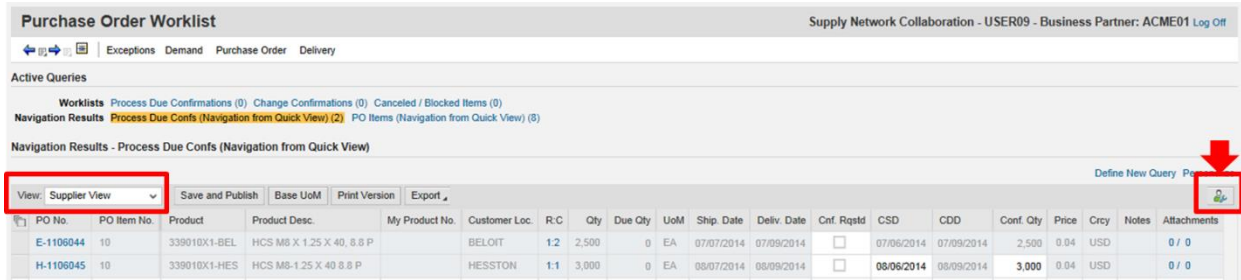 Purchase Order Worklist
Supply Network Collaboration - USER09 - Business Partner: ACME01 Log Off
Exceptions Demand Purchase Order Delivery
Active Queries
Worklists Process Due Confirmations (0) Change Confirmations (0) Canceled / Blocked Items (0)
Navigation Results Process Due Confs (Navigation from Quick View) (2) PO Items (Navigation from Quick View) (8)
Navigation Results - Process Due Confs (Navigation from Quick View)
Define New Query
View: Supplier View Save and Publish Base UoM Print Version Export
PO No. PO Item No. Product Product Desc. My Product No. Customer Loc. R:C Qty Due Qty UoM Ship. Date Deliv. Date Cnf. Rqstd CSD CDD Conf. Qty Price Crcy Notes Attachments
E-1106044 10 339010X1-BEL HCS M8 X 1.25 X 40, 8.8 P BELOIT 1:2 2,500 0 EA 07/07/2014 07/09/2014 07/06/2014 07/09/2014 2,500 0.04 USD 0 / 0
H-1106045 10 339010X1-HES HCS M8-1.25 X 40 8.8 P HESSTON 1:1 3,000 0 EA 08/07/2014 08/09/2014 08/06/2014 08/09/2014 3,000 0.04 USD 0 / 0